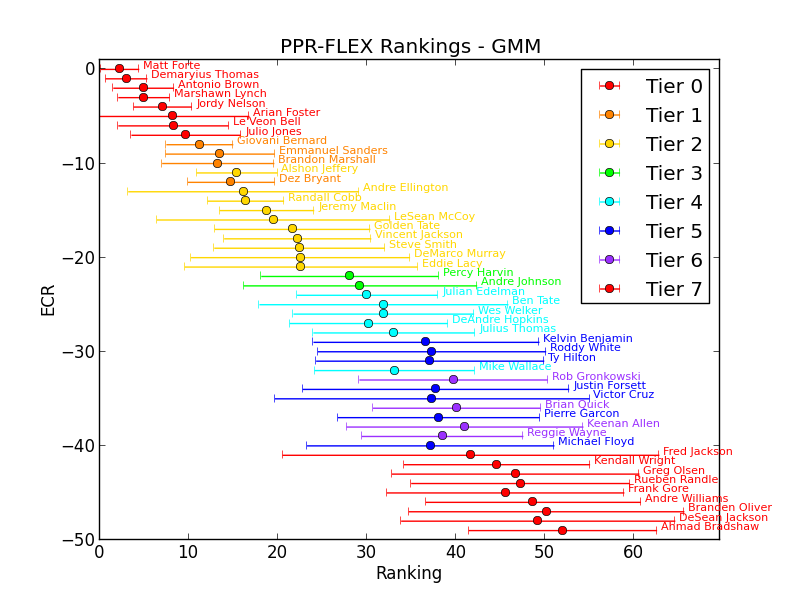 PPR-FLEX Rankings - GMM
Matt Forte
Demaryius Thomas
Antonio Brown
Marshawn Lynch
Jordy Nelson
Arian Foster
Le'Veon Bell
Julio Jones
Giovani Bernard
Emmanuel Sanders
Brandon Marshall
Alshon Jeffery
Dez Bryant
Andre Ellington
Randall Cobb
Jeremy Maclin
LeSean McCoy
Golden Tate
Vincent Jackson
Steve Smith
DeMarco Murray
Eddie Lacy
Percy Harvin
Andre Johnson
Julian Edelman
Ben Tate
Wes Welker
DeAndre Hopkins
Julius Thomas
Kelvin Benjamin
Roddy White
Ty Hilton
Mike Wallace
Rob Gronkowski
Justin Forsett
Victor Cruz
Brian Quick
Pierre Garcon
Keenan Allen
Reggie Wayne
Michael Floyd
Fred Jackson
Kendall Wright
Greg Olsen
Rueben Randle
Frank Gore
Andre Williams
Branden Oliver
DeSean Jackson
Ahmad Bradshaw
Tier 0
Tier 1
Tier 2
Tier 3
Tier 4
Tier 5
Tier 6
Tier 7
0
−10
−20
−30
−40
−50
ECR
0 10 20 30 40 50 60
Ranking